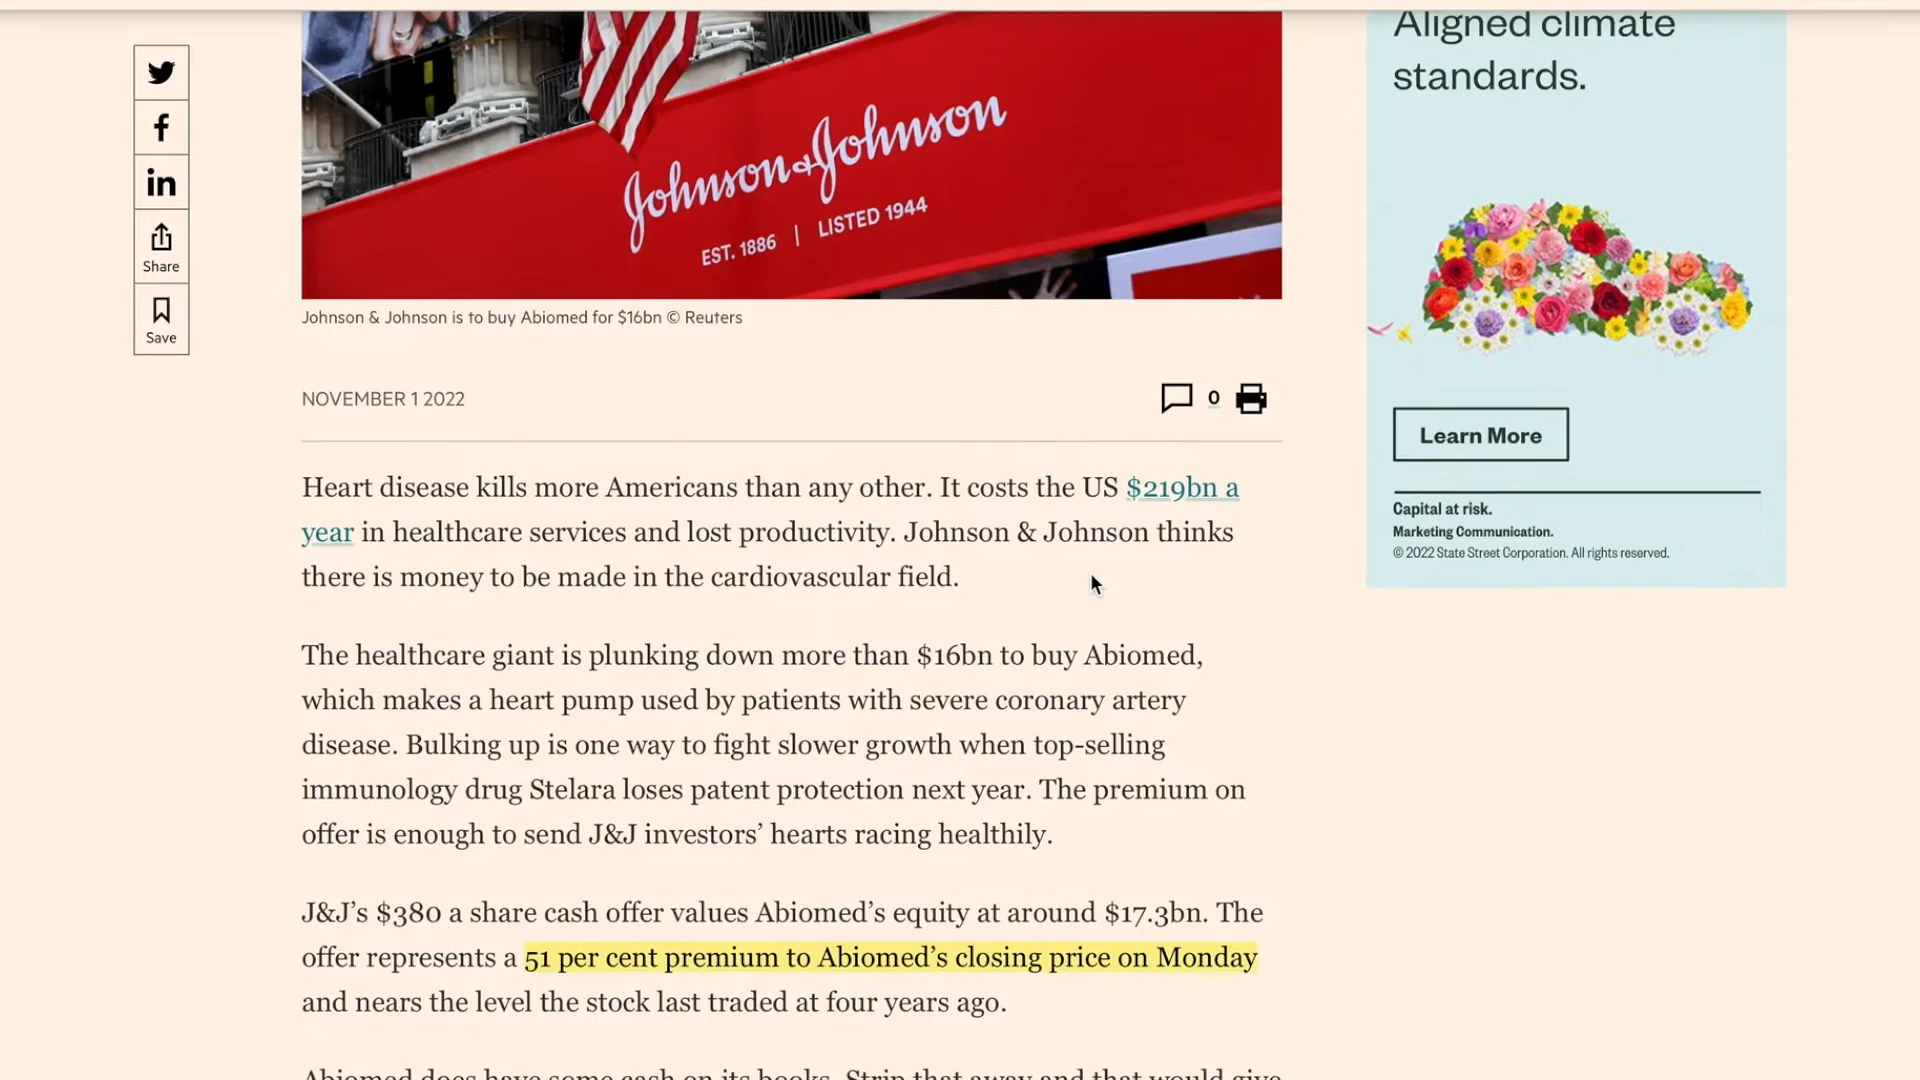 Aligned climate
standards.
Johnson & Johnson
EST. 1886 | LISTED 1944
Share
Save
Johnson & Johnson is to buy Abiomed for $16bn © Reuters
NOVEMBER 1 2022
0
Learn More
Capital at risk.
Marketing Communication.
© 2022 State Street Corporation. All rights reserved.
Heart disease kills more Americans than any other. It costs the US $219bn a
year in healthcare services and lost productivity. Johnson & Johnson thinks
there is money to be made in the cardiovascular field.
The healthcare giant is plunking down more than $16bn to buy Abiomed,
which makes a heart pump used by patients with severe coronary artery
disease. Bulking up is one way to fight slower growth when top-selling
immunology drug Stelara loses patent protection next year. The premium on
offer is enough to send J&J investors’ hearts racing healthily.
J&J’s $380 a share cash offer values Abiomed’s equity at around $17.3bn. The
offer represents a 51 per cent premium to Abiomed’s closing price on Monday
and nears the level the stock last traded at four years ago.
Abiomed does have some cash on its books. Strip that away and that would give